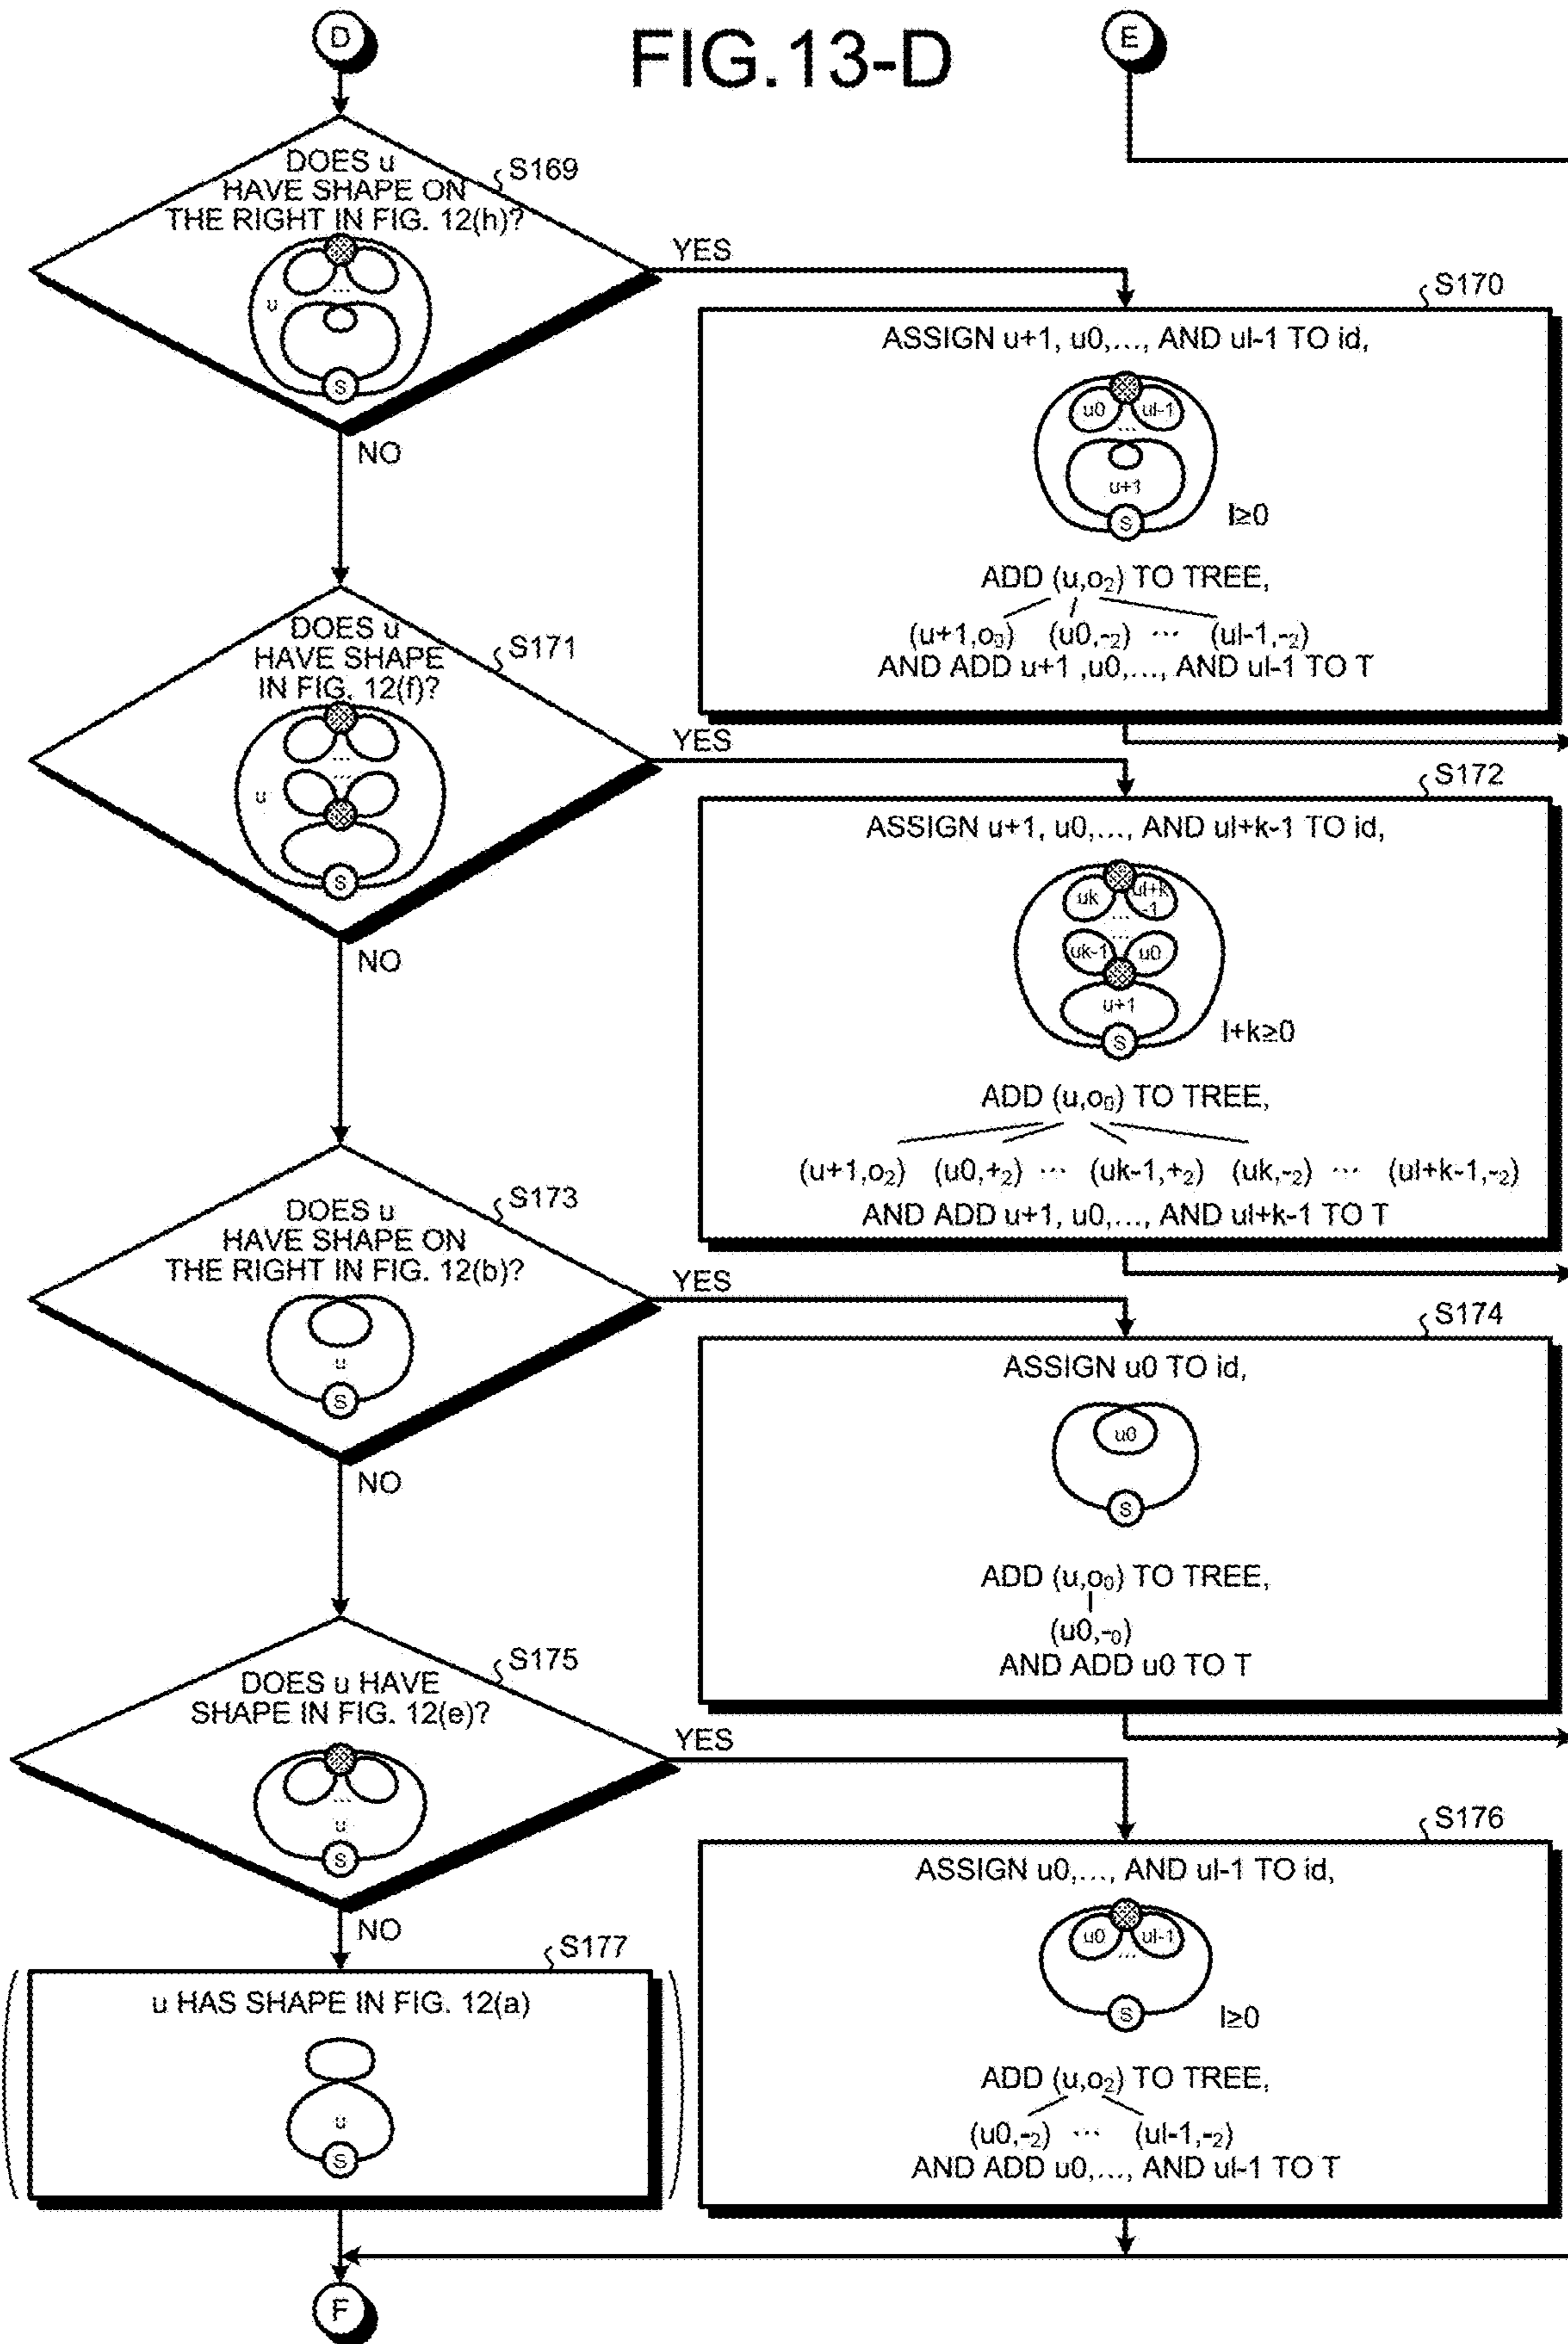 FIG.13-D
D
E
DOES u
HAVE SHAPE ON
THE RIGHT IN FIG. 12(h)?
S169
...
u
S
YES
NO
S170
ASSIGN u+1, u0,..., AND ul-1 TO id,
u0 ul-1
...
u+1
S
l≥0
ADD (u,o₂) TO TREE,
(u+1,o₀) (u0,-₂) ... (ul-1,-₂)
AND ADD u+1 ,u0,..., AND ul-1 TO T
DOES u
HAVE SHAPE
IN FIG. 12(f)?
S171
...
...
u
S
YES
NO
S172
ASSIGN u+1, u0,..., AND ul+k-1 TO id,
uk ul+k
-1
...
...
uk-1 u0
u+1
S
l+k≥0
ADD (u,o₀) TO TREE,
(u+1,o₂) (u0,+₂) ... (uk-1,+₂) (uk,-₂) ... (ul+k-1,-₂)
AND ADD u+1, u0,..., AND ul+k-1 TO T
DOES u
HAVE SHAPE ON
THE RIGHT IN FIG. 12(b)?
S173
u
S
YES
NO
S174
ASSIGN u0 TO id,
u0
S
ADD (u,o₀) TO TREE,
(u0,-₀)
AND ADD u0 TO T
DOES u HAVE
SHAPE IN FIG. 12(e)?
S175
...
u
S
YES
NO
S176
ASSIGN u0,..., AND ul-1 TO id,
u0 ul-1
...
S
l≥0
ADD (u,o₂) TO TREE,
(u0,-₂) ... (ul-1,-₂)
AND ADD u0,..., AND ul-1 TO T
S177
u HAS SHAPE IN FIG. 12(a)
u
S
F